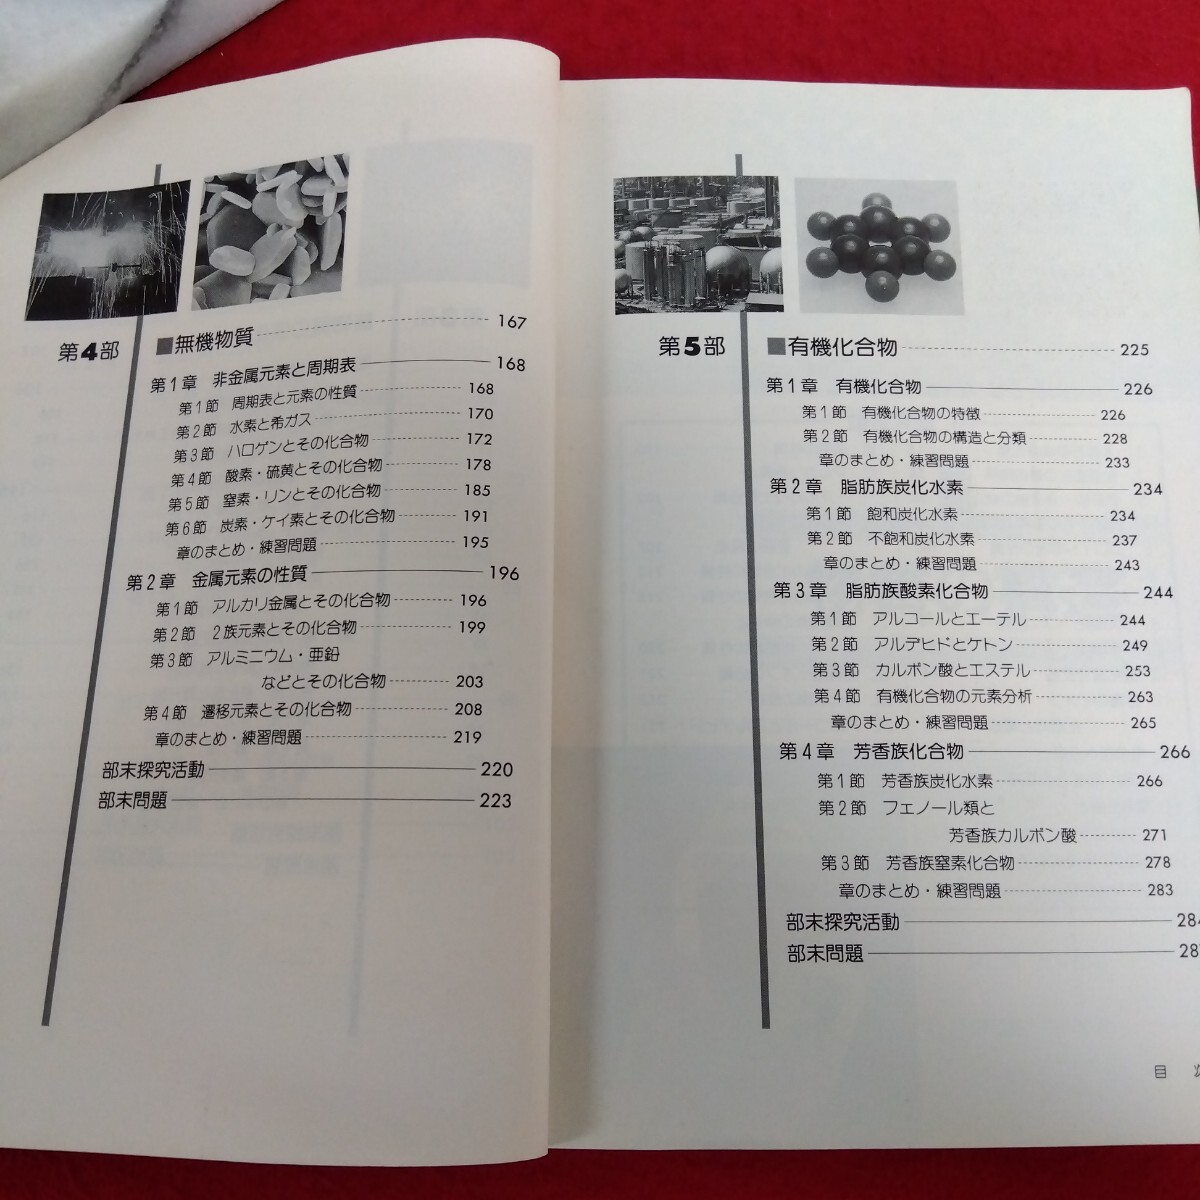 第4部 ■無機物質 167
第1章 非金属元素と周期表 168
第1節 周期表と元素の性質 168
第2節 水素と希ガス 170
第3節 ハロゲンとその化合物 172
第4節 酸素・硫黄とその化合物 178
第5節 窒素・リンとその化合物 185
第6節 炭素・ケイ素とその化合物 191
章のまとめ・練習問題 195
第2章 金属元素の性質 196
第1節 アルカリ金属とその化合物 196
第2節 2族元素とその化合物 199
第3節 アルミニウム・亜鉛
などとその化合物 203
第4節 遷移元素とその化合物 208
章のまとめ・練習問題 219
部末探究活動 220
部末問題 223
第5部 ■有機化合物 225
第1章 有機化合物 226
第1節 有機化合物の特徴 226
第2節 有機化合物の構造と分類 228
章のまとめ・練習問題 233
第2章 脂肪族炭化水素 234
第1節 飽和炭化水素 234
第2節 不飽和炭化水素 237
章のまとめ・練習問題 243
第3章 脂肪族酸素化合物 244
第1節 アルコールとエーテル 244
第2節 アルデヒドとケトン 249
第3節 カルボン酸とエステル 253
第4節 有機化合物の元素分析 263
章のまとめ・練習問題 265
第4章 芳香族化合物 266
第1節 芳香族炭化水素 266
第2節 フェノール類と
芳香族カルボン酸 271
第3節 芳香族窒素化合物 278
章のまとめ・練習問題 283
部末探究活動 284
部末問題 28
目